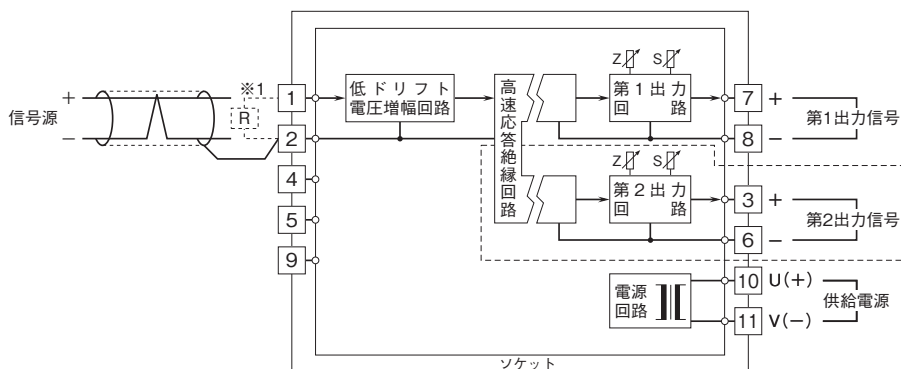 信号源
+
−
※1
R
1
2
4
5
9
低ドリフト
電圧増幅回路
高速応答絶縁回路
Z
S
第1出力
回路
7
+
8
−
第1出力信号
Z
S
第2出力
回路
3
+
6
−
第2出力信号
電源
回路
10
U(+)
11
V(−)
供給電源
ソケット